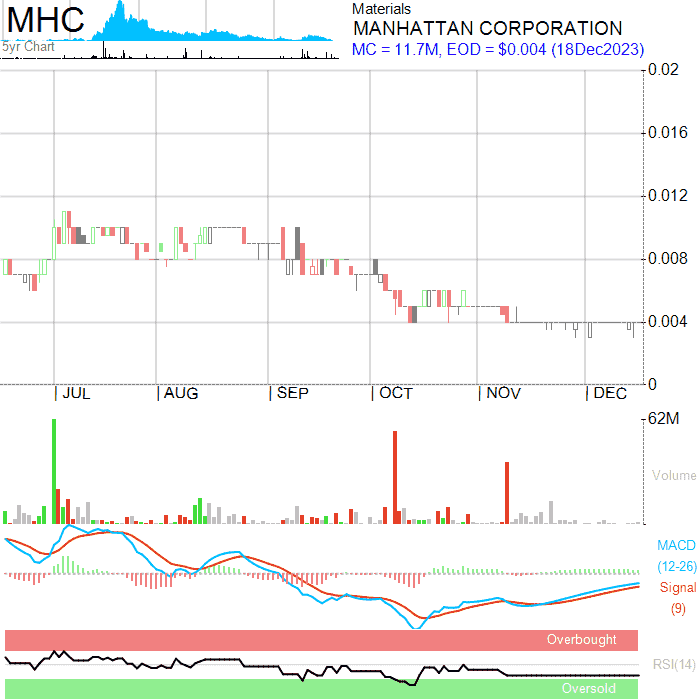 MHC
5yr Chart
Materials
MANHATTAN CORPORATION
MC = 11.7M, EOD = $0.004 (18Dec2023)
0.02
0.016
0.012
0.008
0.004
0
JUL AUG SEP OCT NOV DEC
62M
Volume
MACD
(12-26)
Signal
(9)
Overbought
RSI(14)
Oversold